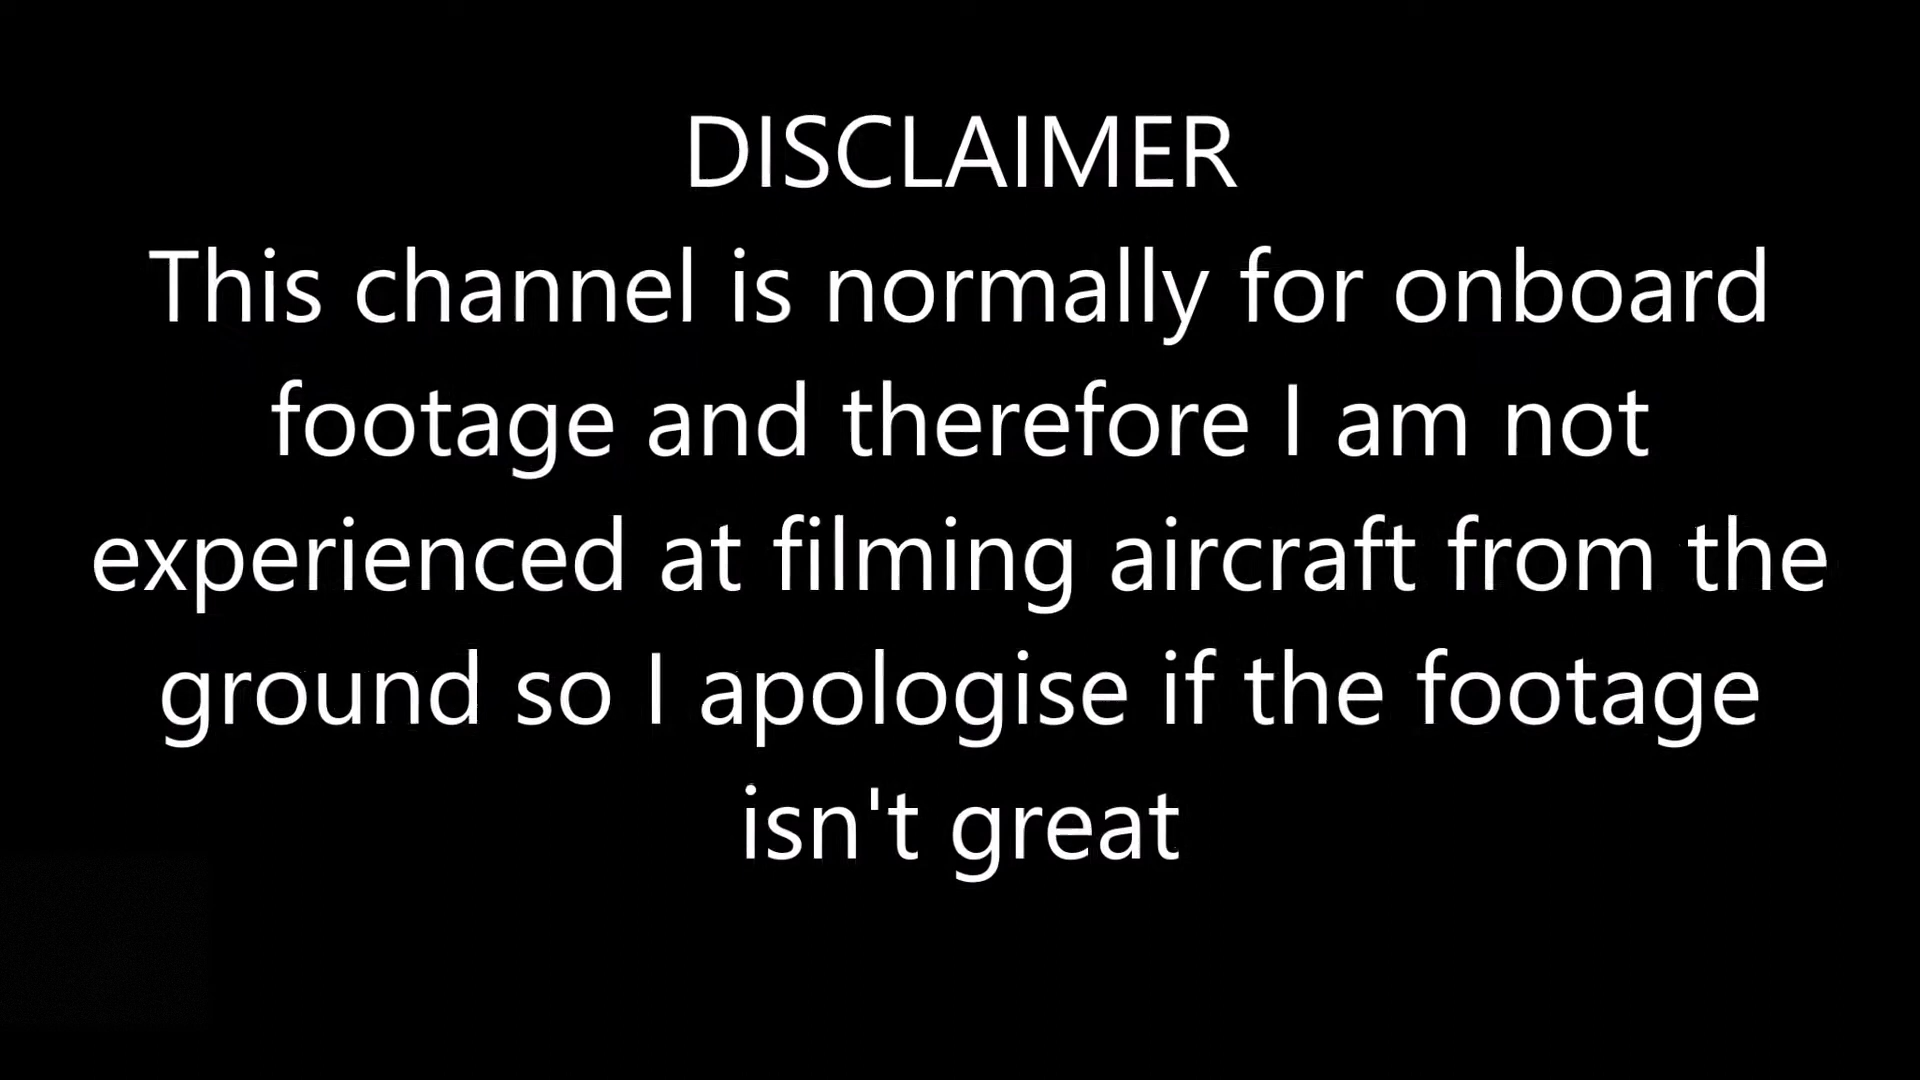 DISCLAIMER
This channel is normally for onboard
footage and therefore I am not
experienced at filming aircraft from the
ground so I apologise if the footage
isn't great